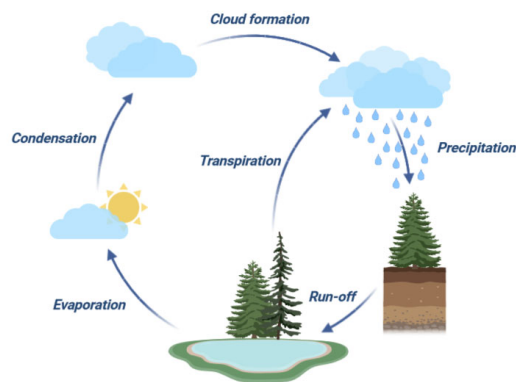 Cloud formation
Condensation
Transpiration
Precipitation
Evaporation
Run-off